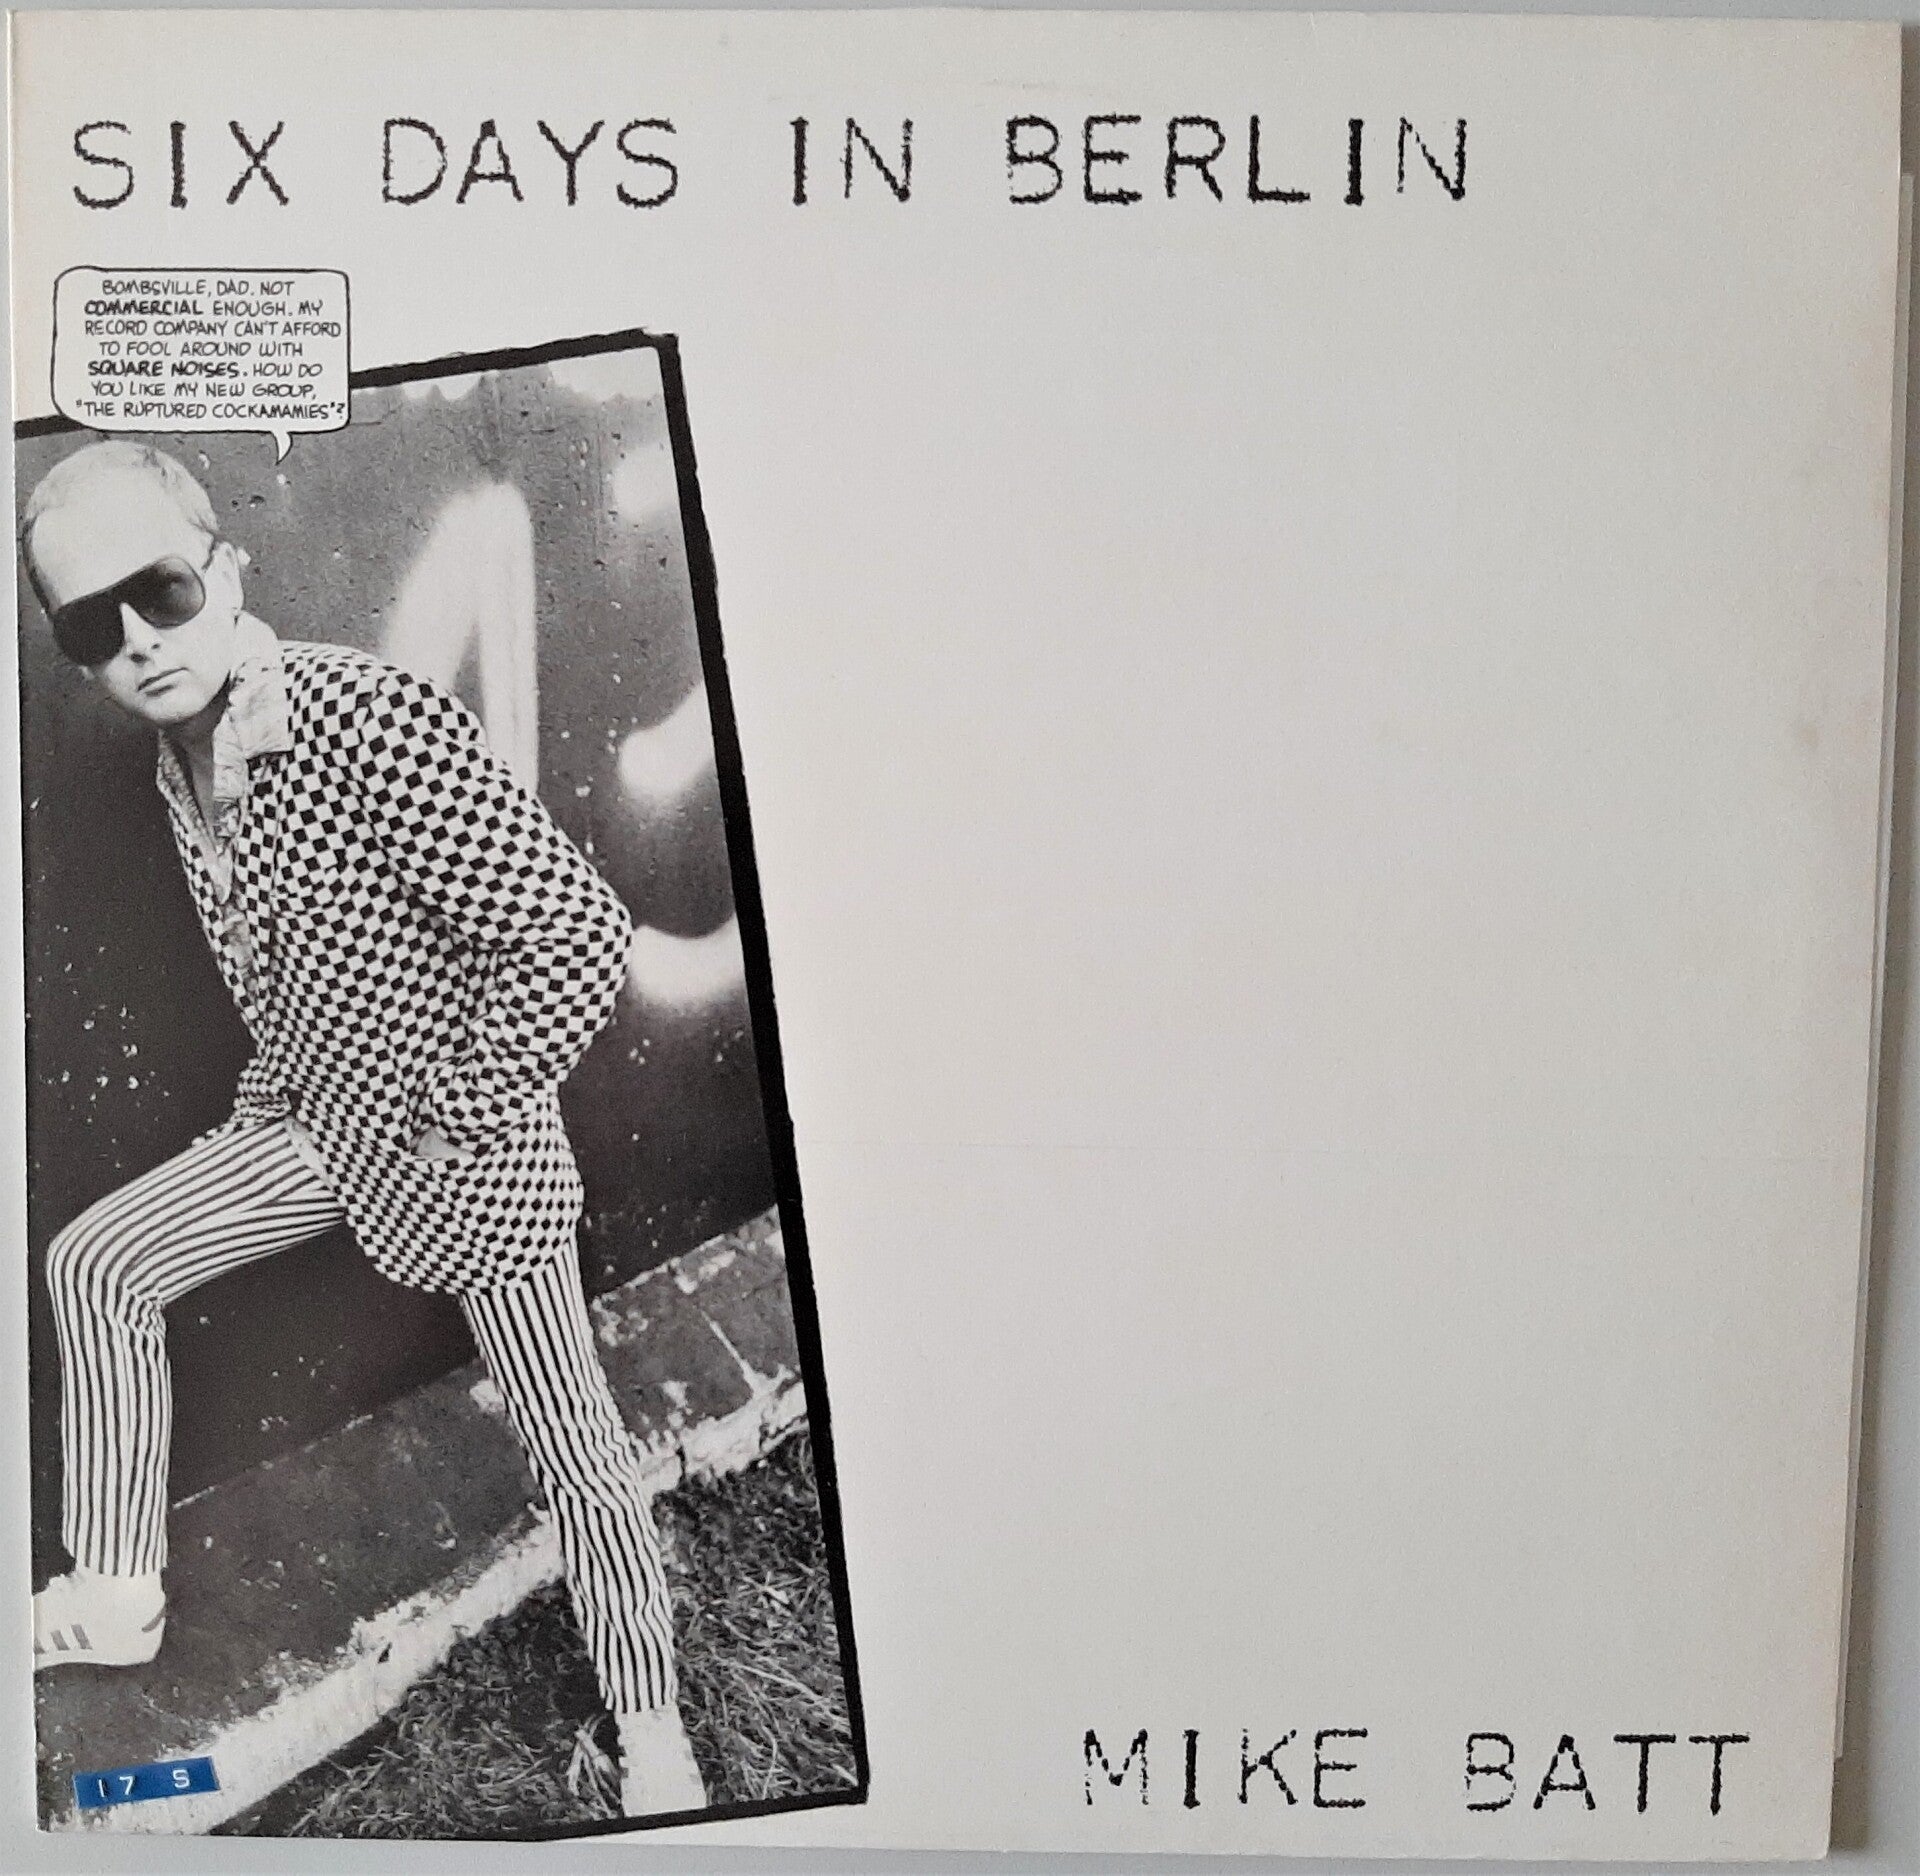 SIX DAYS IN BERLIN
BOMBSVILLE, DAD. NOT
COMMERCIAL ENOUGH. MY
RECORD COMPANY CAN'T AFFORD
TO FOOL AROUND WITH
SQUARE NOISES. HOW DO
YOU LIKE MY NEW GROUP,
"THE RUPTURED COCKAMAMIES"?
17 S
MIKE BATT